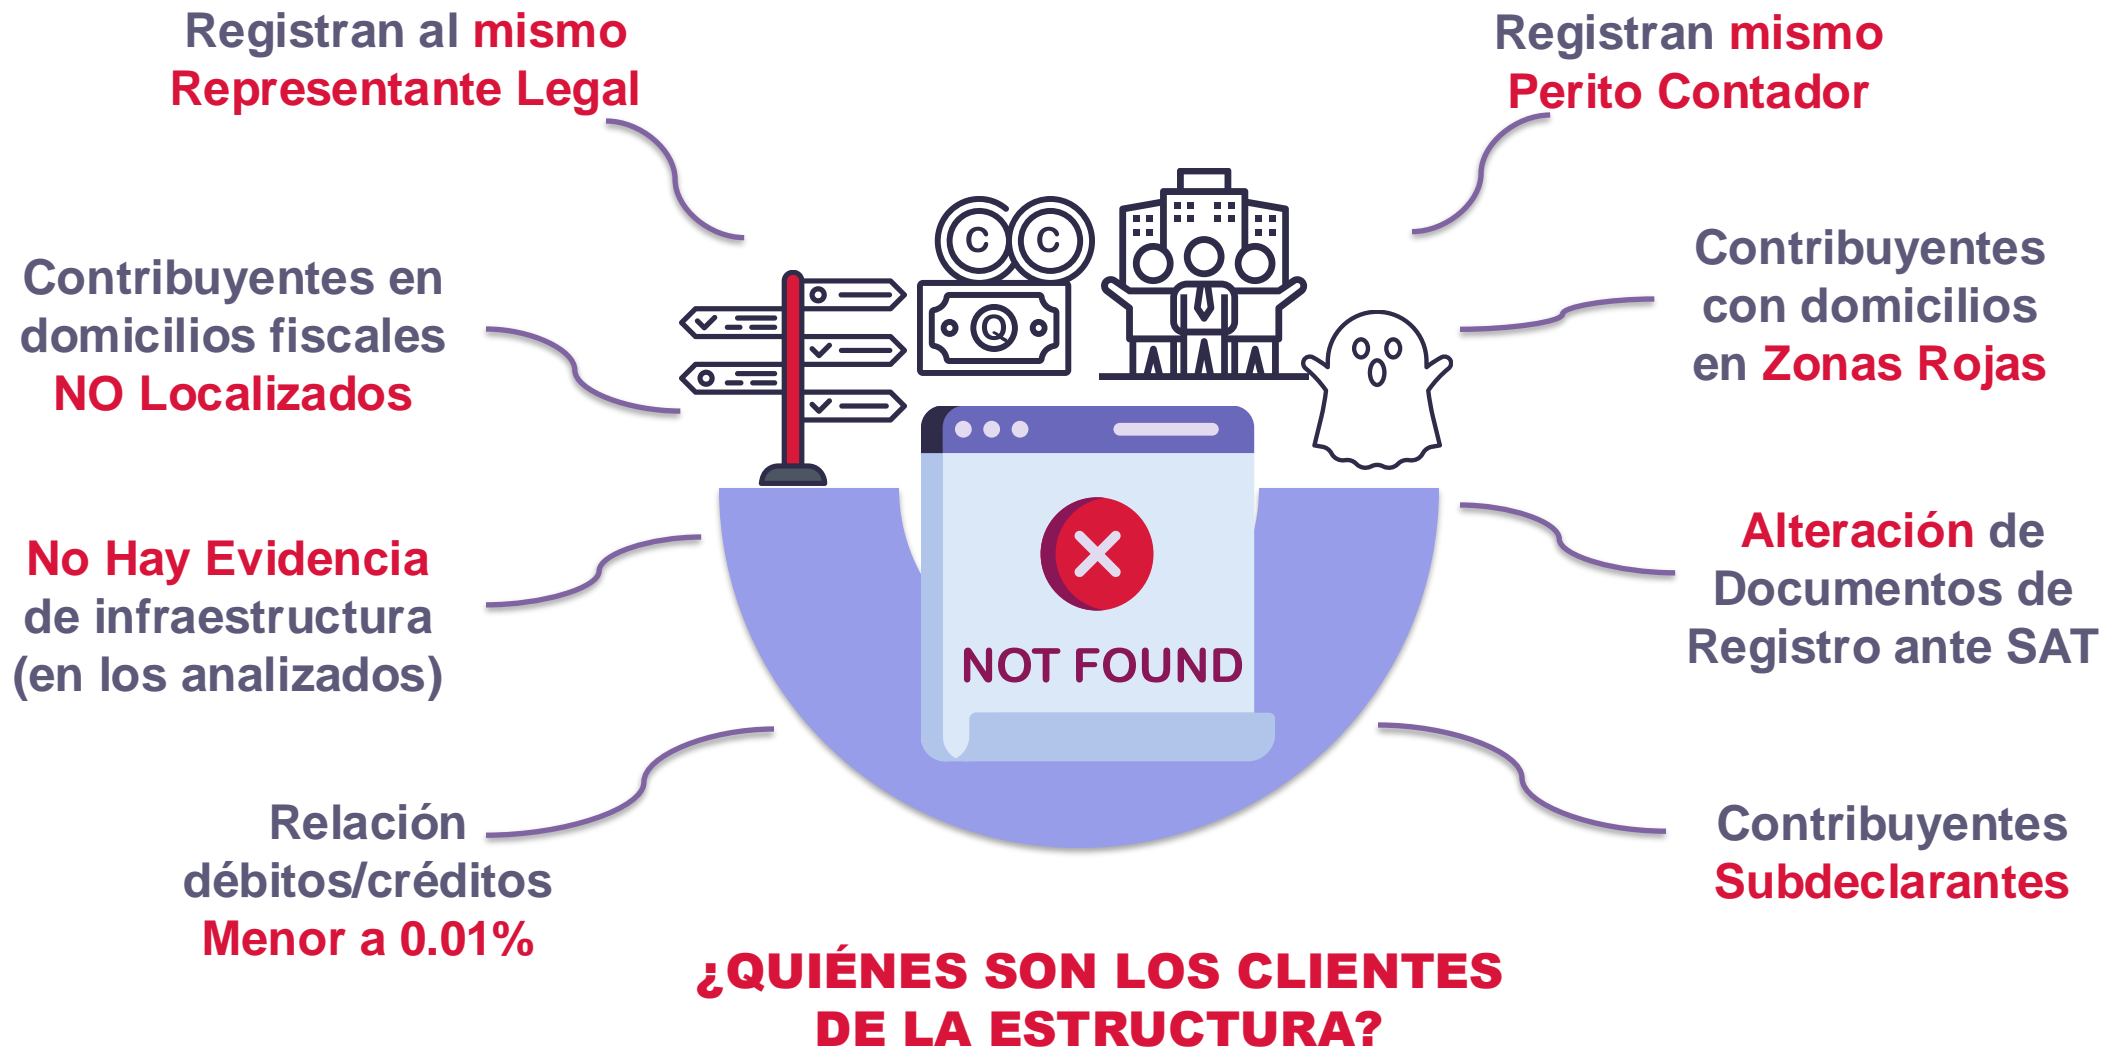 Registran al mismo
Representante Legal
Registran mismo
Perito Contador
Contribuyentes en
domicilios fiscales
NO Localizados
Contribuyentes
con domicilios
en Zonas Rojas
C C
Q
No Hay Evidencia
de infraestructura
(en los analizados)
NOT FOUND
Alteración de
Documentos de
Registro ante SAT
Relación
débitos/créditos
Menor a 0.01%
Contribuyentes
Subdeclarantes
¿QUIÉNES SON LOS CLIENTES
DE LA ESTRUCTURA?